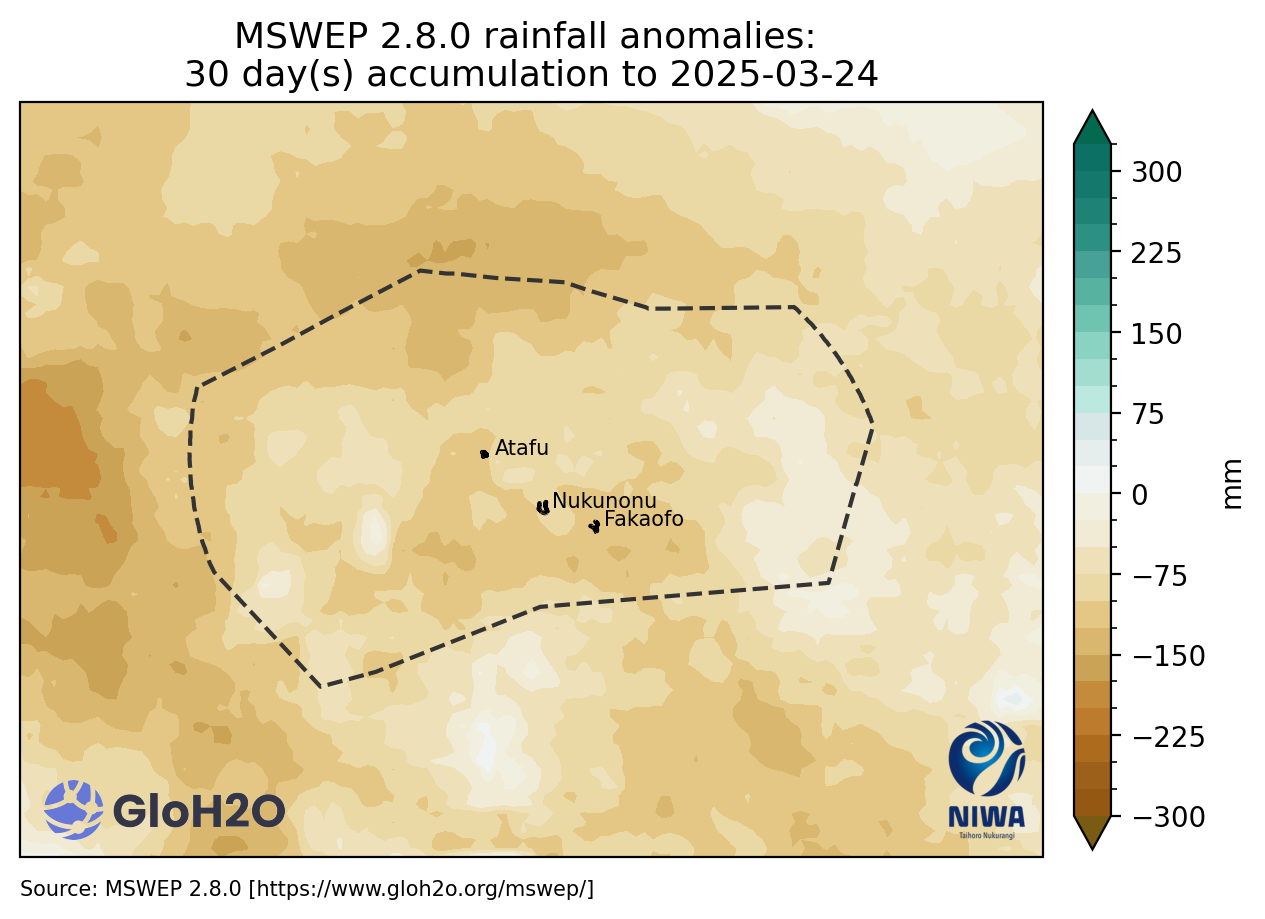 MSWEP 2.8.0 rainfall anomalies:
30 day(s) accumulation to 2025-03-24
300
225
150
75
0
−75
−150
−225
−300
mm
Atafu
Nukunonu
Fakaofo
GloH2O
NIWA
Taihoro Nukurangi
Source: MSWEP 2.8.0 [https://www.gloh2o.org/mswep/]